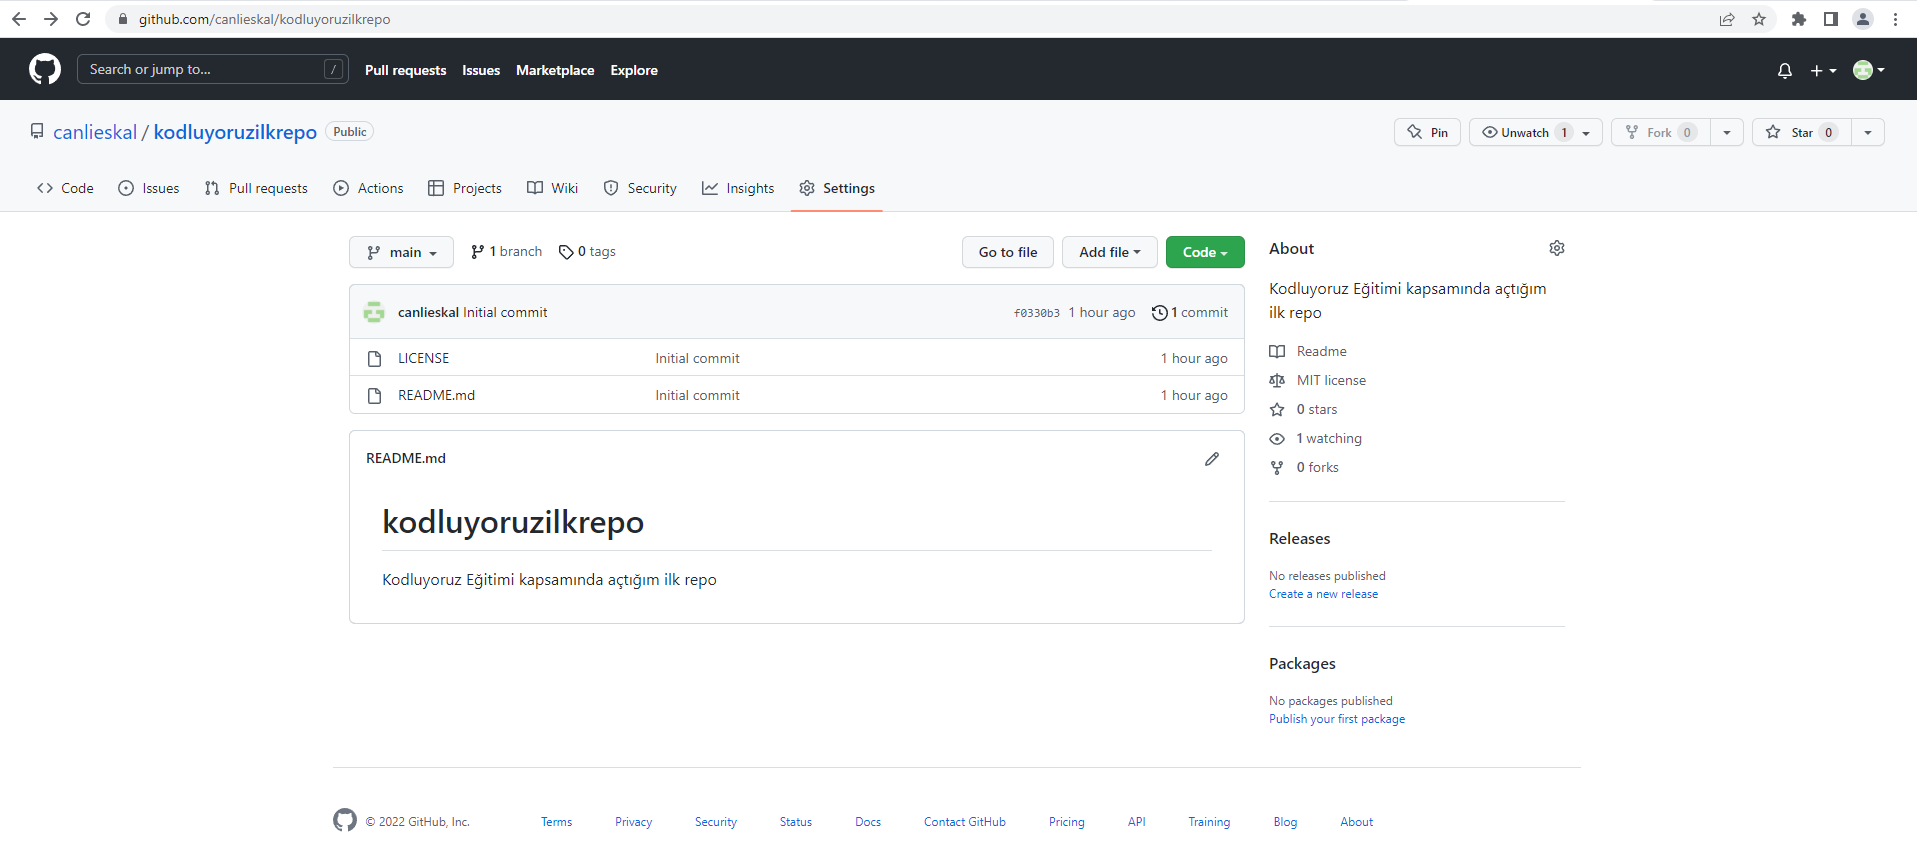 github.com/canlieskal/kodluyoruzilkrepo
Search or jump to... /
Pull requests Issues Marketplace Explore
canlieskal / kodluyoruzilkrepo Public
Pin Unwatch 1 Fork 0 Star 0
Code Issues Pull requests Actions Projects Wiki Security Insights Settings
main 1 branch 0 tags Go to file Add file Code
canlieskal Initial commit f0330b3 1 hour ago 1 commit
LICENSE Initial commit 1 hour ago
README.md Initial commit 1 hour ago
README.md
kodluyoruzilkrepo
Kodluyoruz Eğitimi kapsamında açtığım ilk repo
About
Kodluyoruz Eğitimi kapsamında açtığım
ilk repo
Readme
MIT license
0 stars
1 watching
0 forks
Releases
No releases published
Create a new release
Packages
No packages published
Publish your first package
© 2022 GitHub, Inc. Terms Privacy Security Status Docs Contact GitHub Pricing API Training Blog About